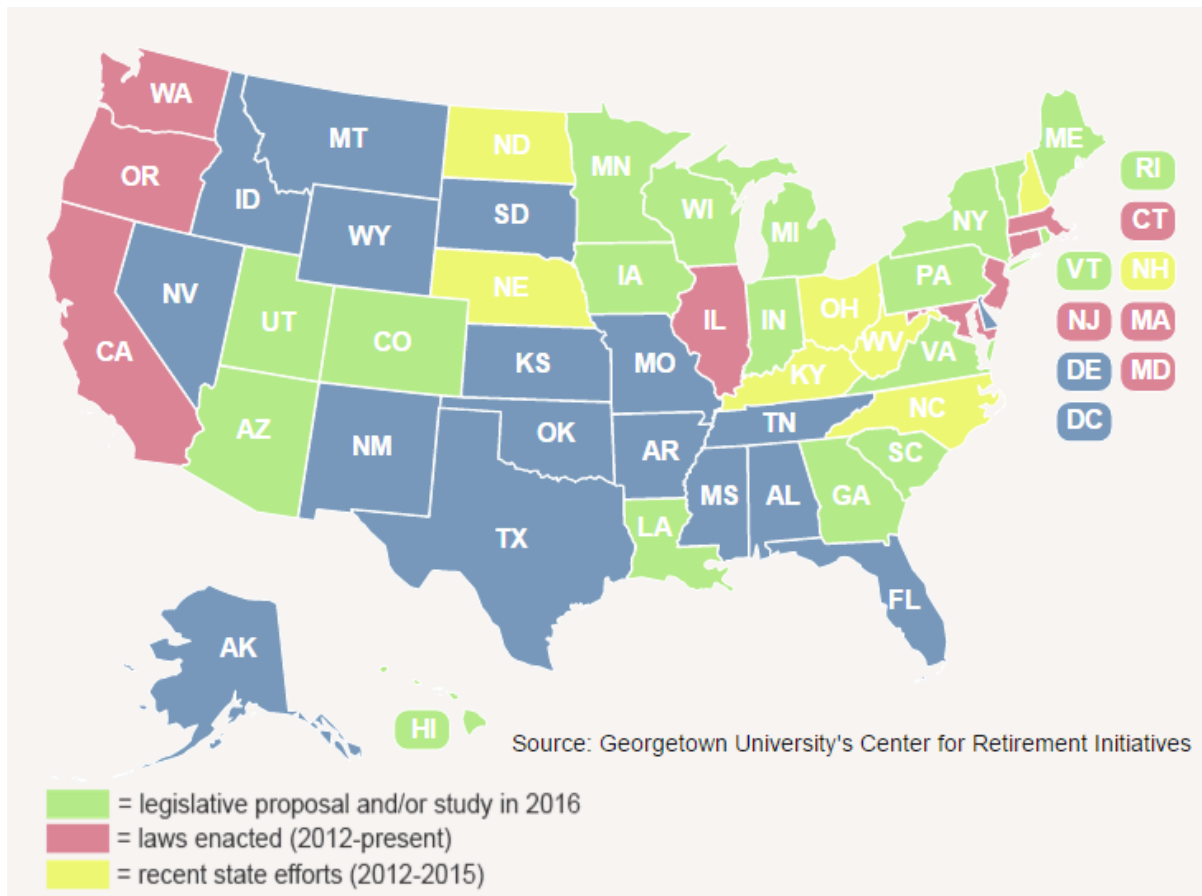 WA
MT
ND
MN
ME
OR
ID
SD
WI
MI
NY
RI
CT
WY
VT
NH
NV
NE
IA
PA
UT
CO
IL
IN
OH
NJ
MA
CA
KS
MO
WV
VA
KY
DE
MD
AZ
NM
OK
AR
TN
NC
DC
SC
MS
AL
GA
TX
LA
FL
AK
HI
Source: Georgetown University's Center for Retirement Initiatives
= legislative proposal and/or study in 2016
= laws enacted (2012-present)
= recent state efforts (2012-2015)